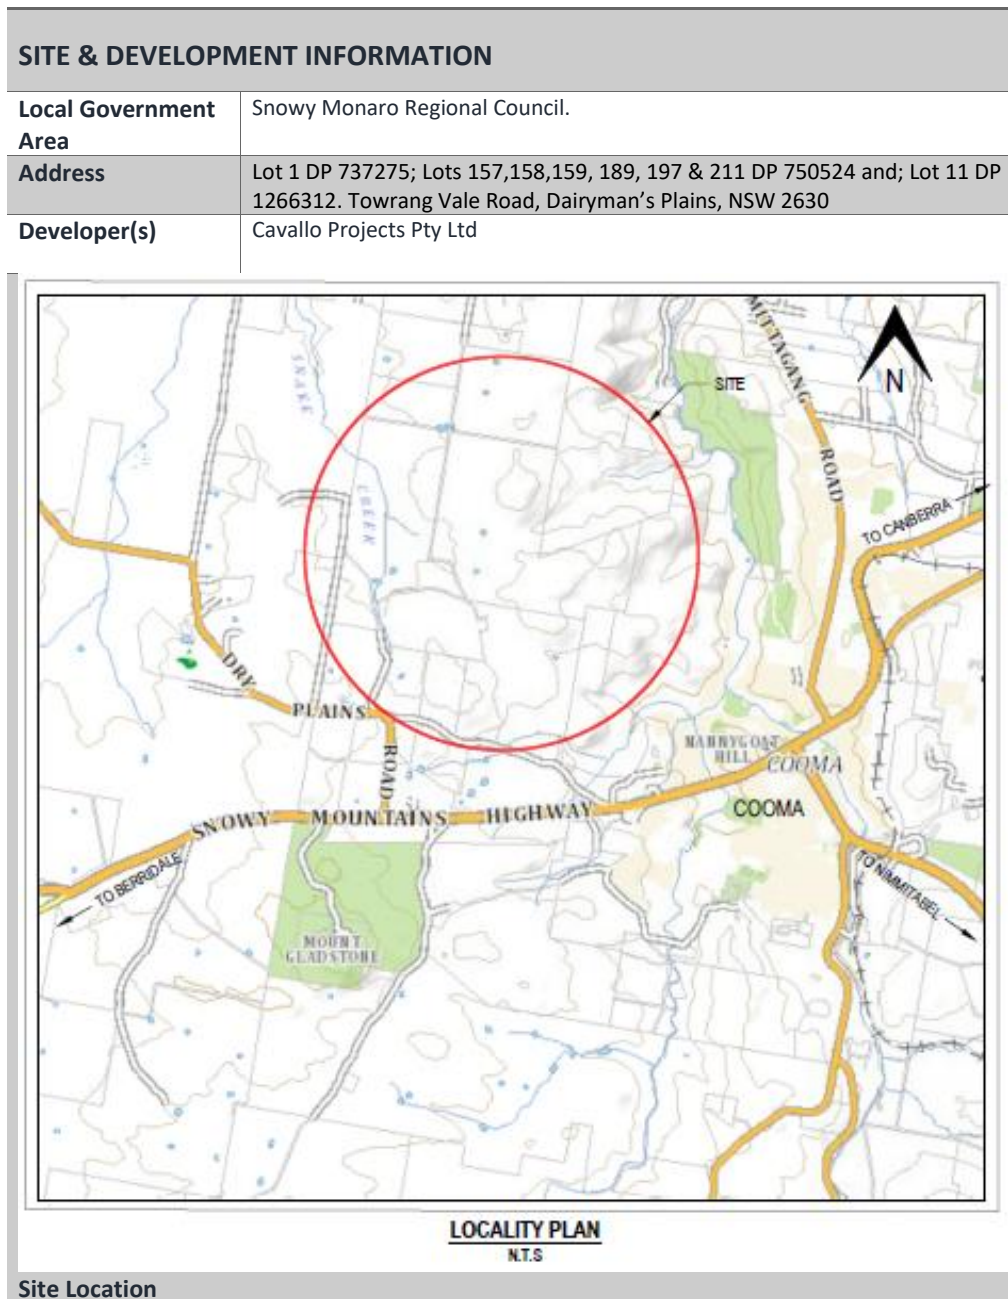 SITE & DEVELOPMENT INFORMATION
Local Government
Area
Snowy Monaro Regional Council.
Address
Lot 1 DP 737275; Lots 157,158,159, 189, 197 & 211 DP 750524 and; Lot 11 DP
1266312. Towrang Vale Road, Dairyman’s Plains, NSW 2630
Developer(s)
Cavallo Projects Pty Ltd
MITTAGANG
ROAD
N
SITE
SNAKE
CREEK
TO CANBERRA
DRY
PLAINS
ROAD
NANNYGOAT
HILL
COOMA
COOMA
SNOWY MOUNTAINS HIGHWAY
TO BERRIDALE
TO NIMMITABEL
MOUNT
GLADSTONE
LOCALITY PLAN
N.T.S
Site Location